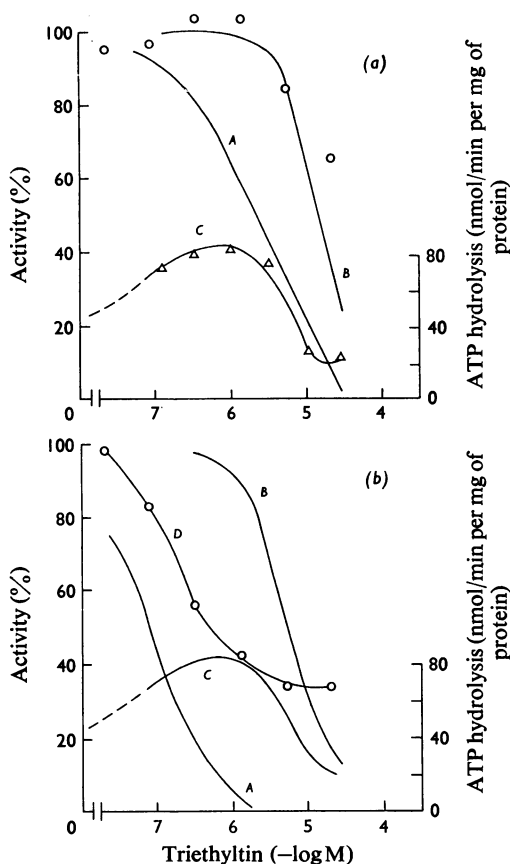 (a)
100
80
60
40
20
0
Activity (%)
A
B
C
80
40
0
ATP hydrolysis (nmol/min per mg of
protein)
7
6
5
4
(b)
100
80
60
40
20
0
Activity (%)
A
B
C
D
80
40
0
ATP hydrolysis (nmol/min per mg of
protein)
7
6
5
4
Triethyltin (−log M)